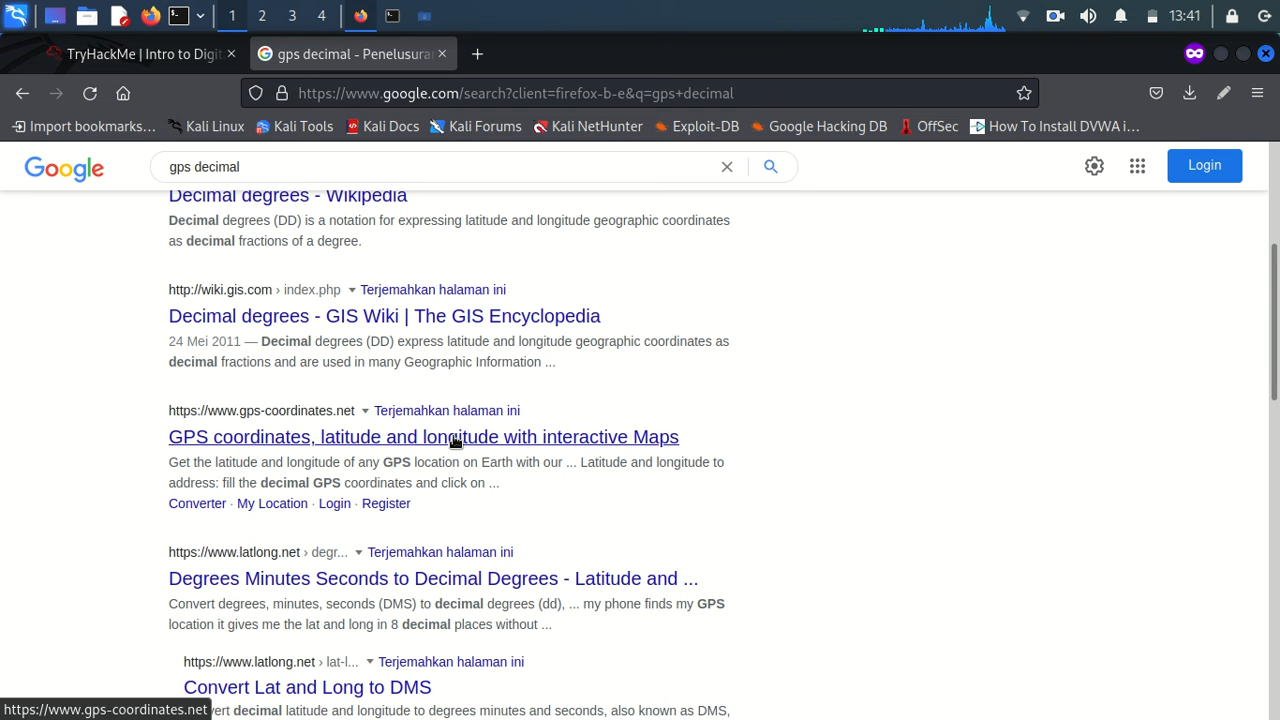 1 2 3 4 13:41
TryHackMe | Intro to Digit
gps decimal - Penelusura
https://www.google.com/search?client=firefox-b-e&q=gps+decimal
Import bookmarks... Kali Linux Kali Tools Kali Docs Kali Forums Kali NetHunter Exploit-DB Google Hacking DB OffSec How To Install DVWA i...
Google gps decimal Login
Decimal degrees - Wikipedia
Decimal degrees (DD) is a notation for expressing latitude and longitude geographic coordinates
as decimal fractions of a degree.
http://wiki.gis.com › index.php Terjemahkan halaman ini
Decimal degrees - GIS Wiki | The GIS Encyclopedia
24 Mei 2011 — Decimal degrees (DD) express latitude and longitude geographic coordinates as
decimal fractions and are used in many Geographic Information ...
https://www.gps-coordinates.net Terjemahkan halaman ini
GPS coordinates, latitude and longitude with interactive Maps
Get the latitude and longitude of any GPS location on Earth with our ... Latitude and longitude to
address: fill the decimal GPS coordinates and click on ...
Converter · My Location · Login · Register
https://www.latlong.net › degr... Terjemahkan halaman ini
Degrees Minutes Seconds to Decimal Degrees - Latitude and ...
Convert degrees, minutes, seconds (DMS) to decimal degrees (dd), ... my phone finds my GPS
location it gives me the lat and long in 8 decimal places without ...
https://www.latlong.net › lat-l... Terjemahkan halaman ini
Convert Lat and Long to DMS
https://www.gps-coordinates.net
vert decimal latitude and longitude to degrees minutes and seconds, also known as DMS,